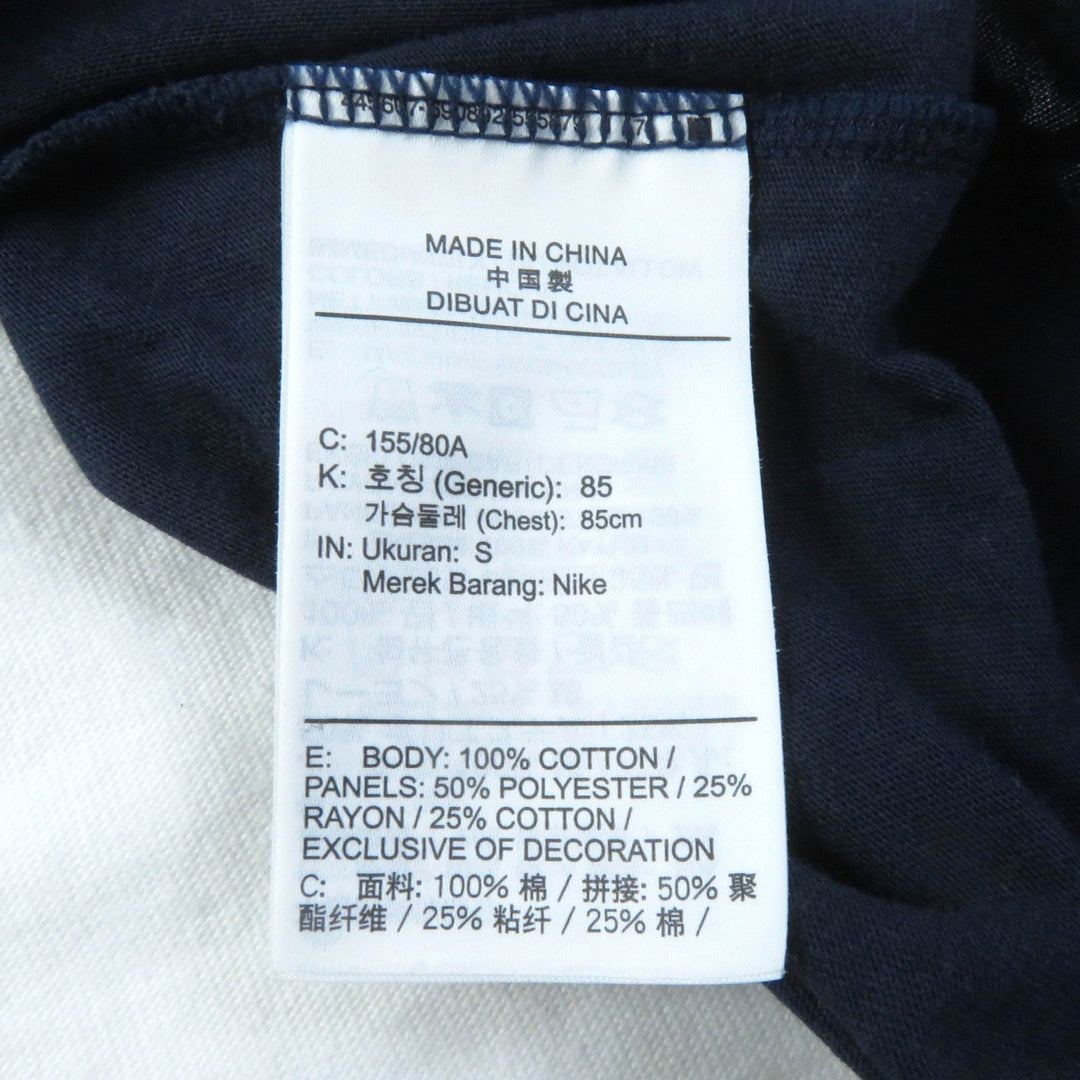 MADE IN CHINA
中国製
DIBUAT DI CINA
C: 155/80A
K: 호칭 (Generic): 85
가슴둘레 (Chest): 85cm
IN: Ukuran: S
Merek Barang: Nike
E: BODY: 100% COTTON /
PANELS: 50% POLYESTER / 25%
RAYON / 25% COTTON /
EXCLUSIVE OF DECORATION
C: 面料: 100% 棉 / 拼接: 50% 聚
酯纤维 / 25% 粘纤 / 25% 棉 /